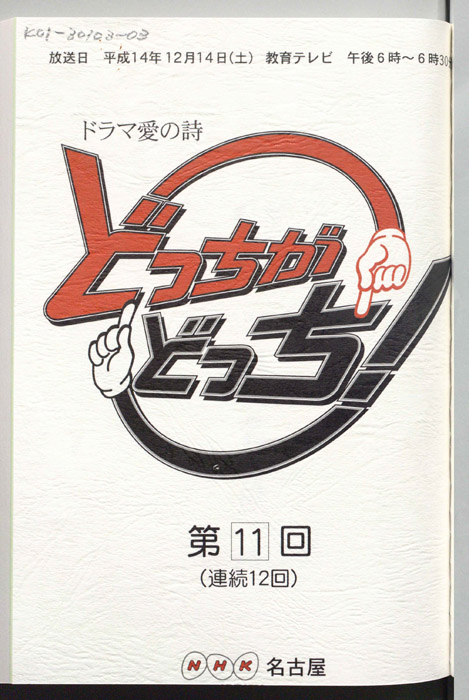 K01-30103-03
放送日 平成14年12月14日(土) 教育テレビ 午後6時〜6時30分
ドラマ愛の詩
どっちが
どっち!
第11回
(連続12回)
NHK 名古屋